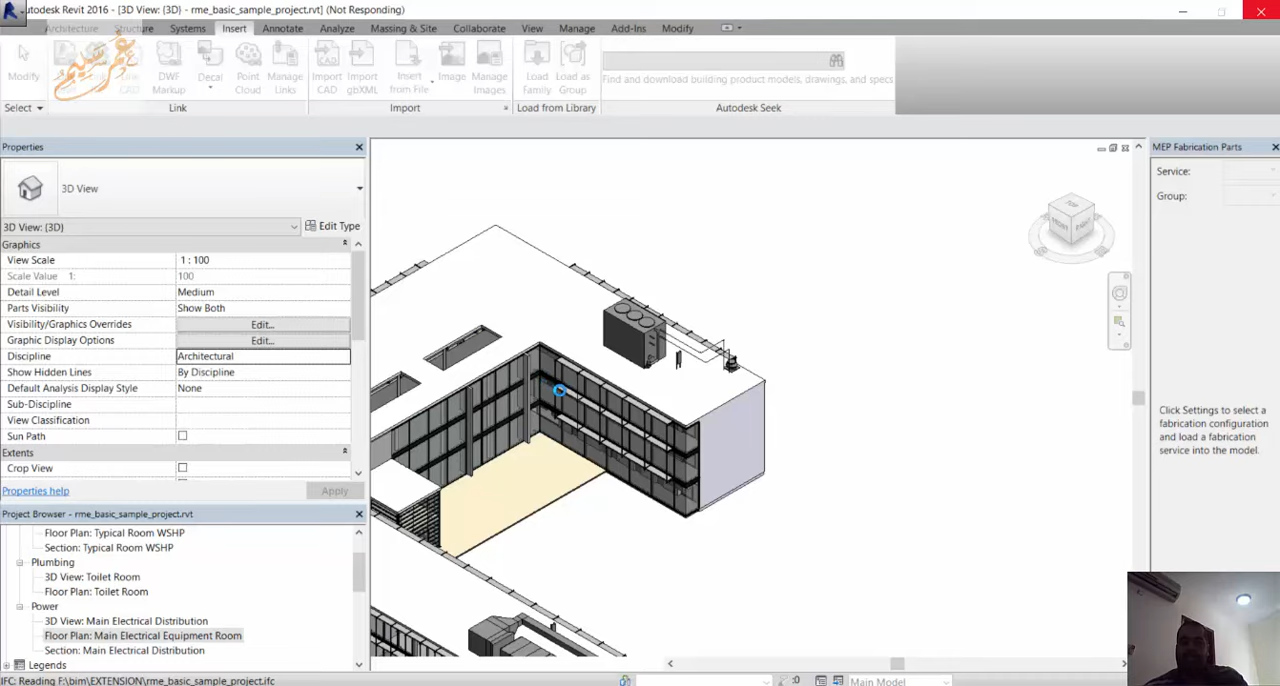 Autodesk Revit 2016 - [3D View: {3D} - rme_basic_sample_project.rvt] (Not Responding)
Architecture Structure Systems Insert Annotate Analyze Massing & Site Collaborate View Manage Add-Ins Modify
Modify
DWF Markup
Decal
Point Cloud
Manage Links
Import CAD
Import gbXML
Insert from File
Image
Manage Images
Load Family
Load as Group
Find and download building product models, drawings, and specs
Select
Link
Import
Load from Library
Autodesk Seek
Properties
3D View
3D View: {3D}
Edit Type
Graphics
View Scale 1 : 100
Scale Value 1: 100
Detail Level Medium
Parts Visibility Show Both
Visibility/Graphics Overrides Edit...
Graphic Display Options Edit...
Discipline Architectural
Show Hidden Lines By Discipline
Default Analysis Display Style None
Sub-Discipline
View Classification
Sun Path
Extents
Crop View
Properties help
Apply
Project Browser - rme_basic_sample_project.rvt
Floor Plan: Typical Room WSHP
Section: Typical Room WSHP
Plumbing
3D View: Toilet Room
Floor Plan: Toilet Room
Power
3D View: Main Electrical Distribution
Floor Plan: Main Electrical Equipment Room
Section: Main Electrical Distribution
Legends
TOP
FRONT
RIGHT
MEP Fabrication Parts
Service:
Group:
Click Settings to select a
fabrication configuration
and load a fabrication
service into the model.
IFC: Reading F:\bim\EXTENSION\rme_basic_sample_project.ifc
:0
Main Model